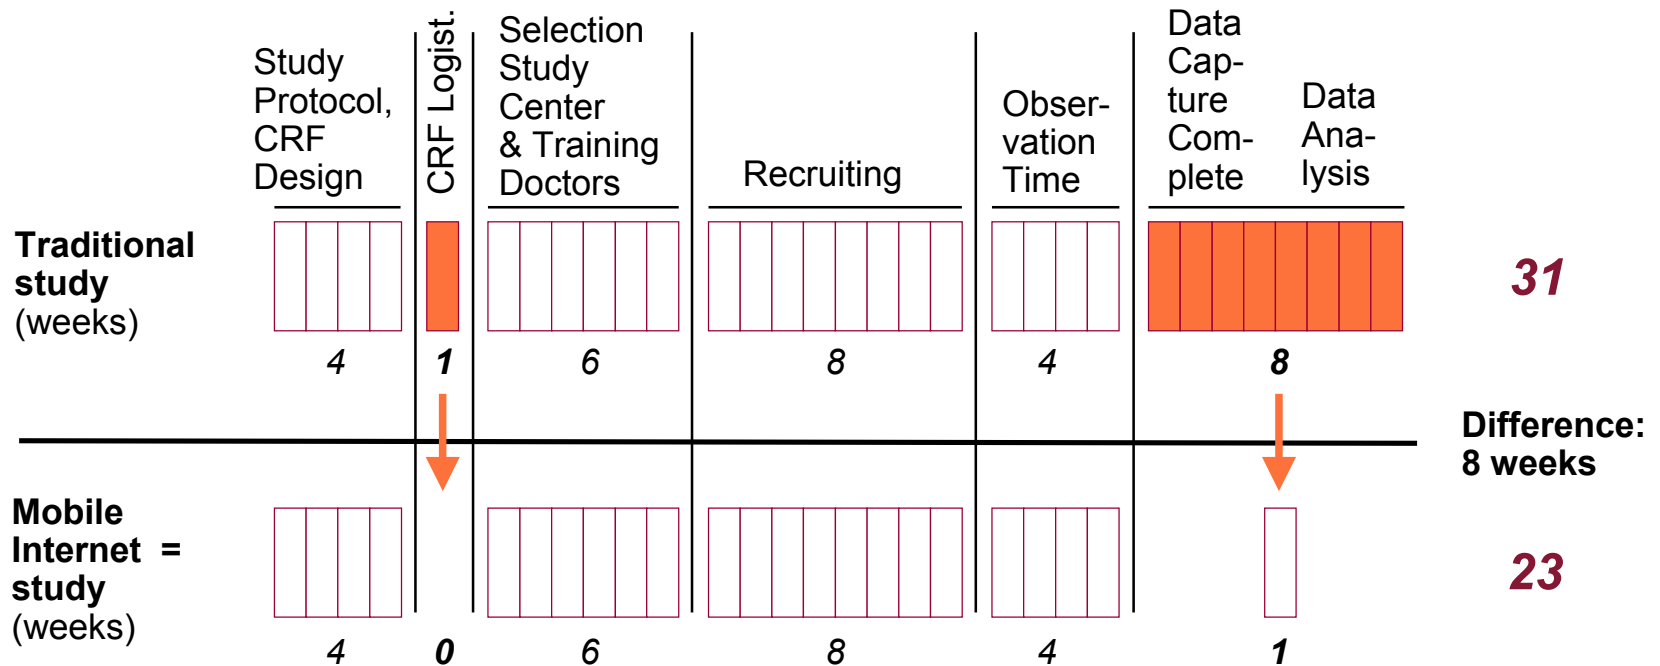 Study
Protocol,
CRF
Design
CRF Logist.
Selection
Study
Center
& Training
Doctors
Recruiting
Obser-
vation
Time
Data
Cap-
ture
Com-
plete
Data
Ana-
lysis
Traditional
study
(weeks)
4
1
6
8
4
8
31
Difference:
8 weeks
Mobile
Internet =
study
(weeks)
4
0
6
8
4
1
23